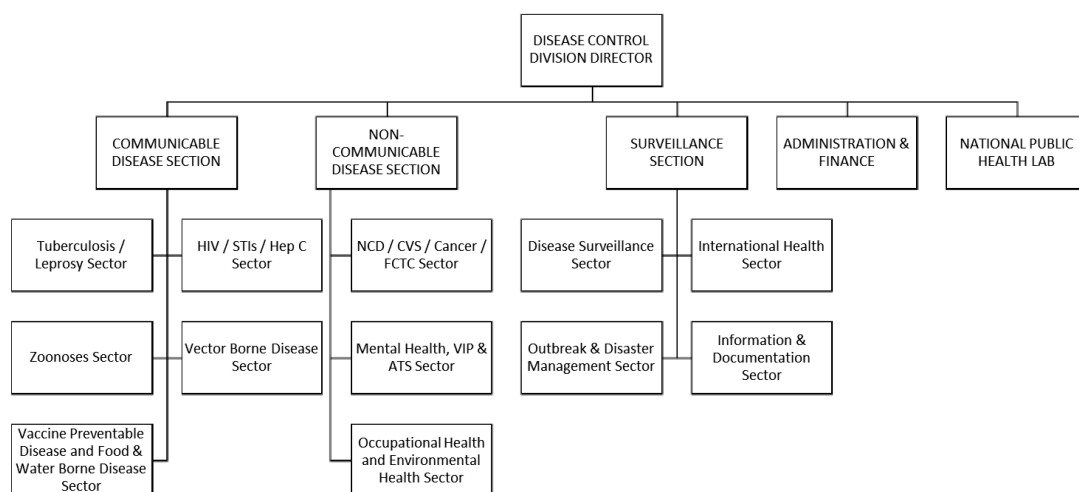 DISEASE CONTROL
DIVISION DIRECTOR
COMMUNICABLE
DISEASE SECTION
NON-
COMMUNICABLE
DISEASE SECTION
SURVEILLANCE
SECTION
ADMINISTRATION &
FINANCE
NATIONAL PUBLIC
HEALTH LAB
Tuberculosis /
Leprosy Sector
HIV / STIs / Hep C
Sector
NCD / CVS / Cancer /
FCTC Sector
Disease Surveillance
Sector
International Health
Sector
Zoonoses Sector
Vector Borne Disease
Sector
Mental Health, VIP &
ATS Sector
Outbreak & Disaster
Management Sector
Information &
Documentation
Sector
Vaccine Preventable
Disease and Food &
Water Borne Disease
Sector
Occupational Health
and Environmental
Health Sector